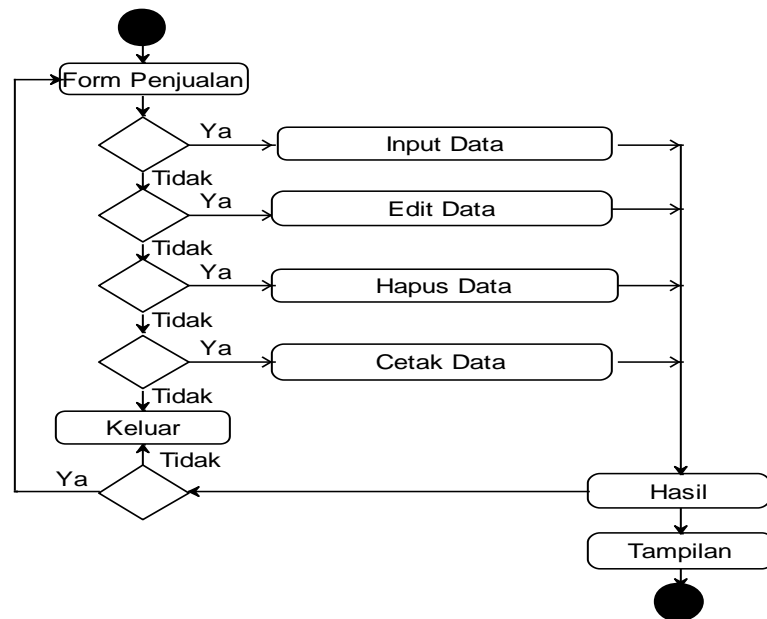 Form Penjualan
Ya
Input Data
Tidak
Ya
Edit Data
Tidak
Ya
Hapus Data
Tidak
Ya
Cetak Data
Tidak
Keluar
Tidak
Ya
Hasil
Tampilan